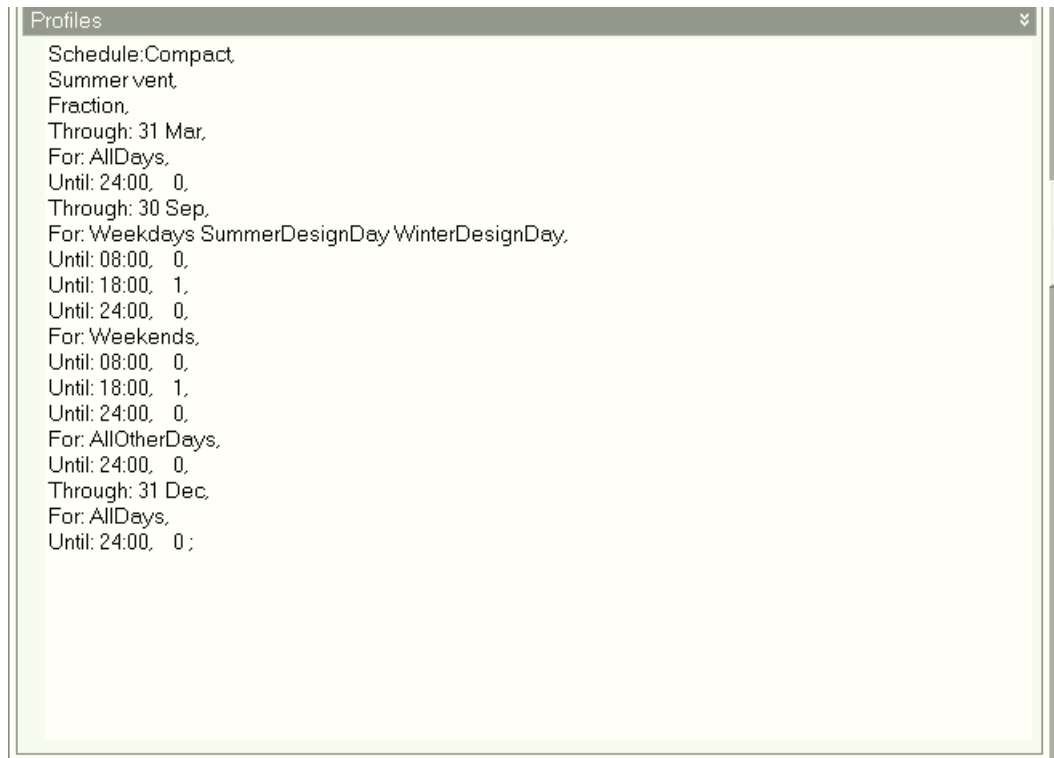 Profiles
Schedule:Compact,
Summer vent,
Fraction,
Through: 31 Mar,
For: AllDays,
Until: 24:00, 0,
Through: 30 Sep,
For: Weekdays SummerDesignDay WinterDesignDay,
Until: 08:00, 0,
Until: 18:00, 1,
Until: 24:00, 0,
For: Weekends,
Until: 08:00, 0,
Until: 18:00, 1,
Until: 24:00, 0,
For: AllOtherDays,
Until: 24:00, 0,
Through: 31 Dec,
For: AllDays,
Until: 24:00, 0 ;